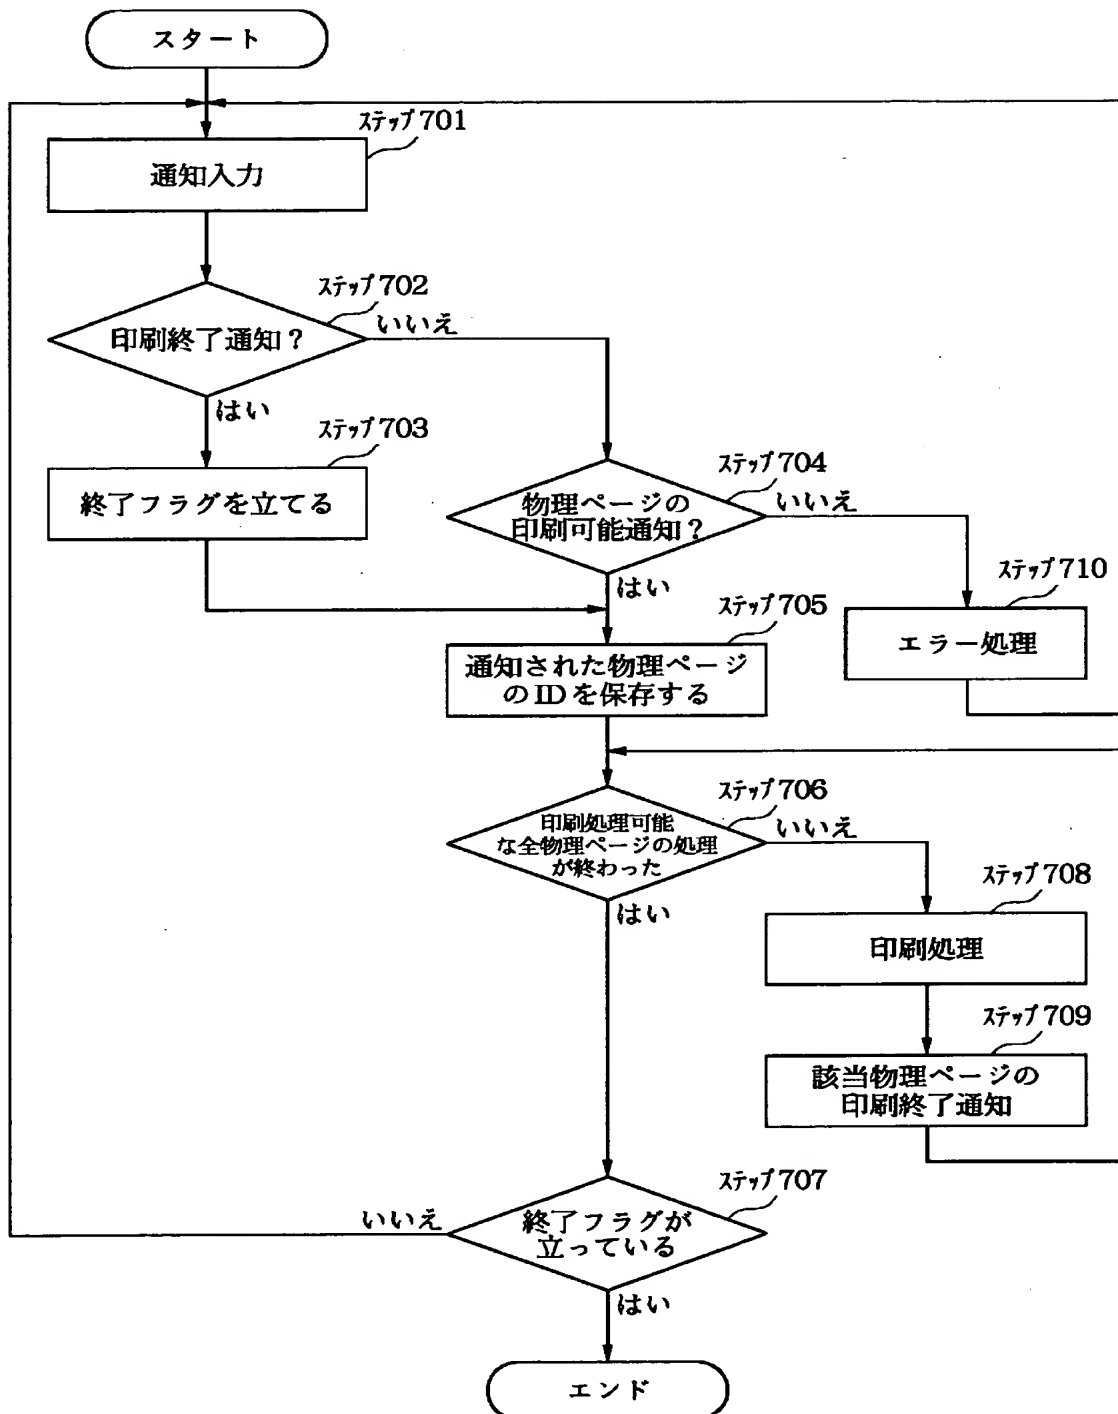 スタート
ステップ701
通知入力
ステップ702
印刷終了通知？
いいえ
はい
ステップ703
終了フラグを立てる
ステップ704
物理ページの
印刷可能通知？
いいえ
はい
ステップ710
エラー処理
ステップ705
通知された物理ページ
のIDを保存する
ステップ706
印刷処理可能
な全物理ページの処理
が終わった
いいえ
はい
ステップ708
印刷処理
ステップ709
該当物理ページの
印刷終了通知
ステップ707
終了フラグが
立っている
いいえ
はい
エンド